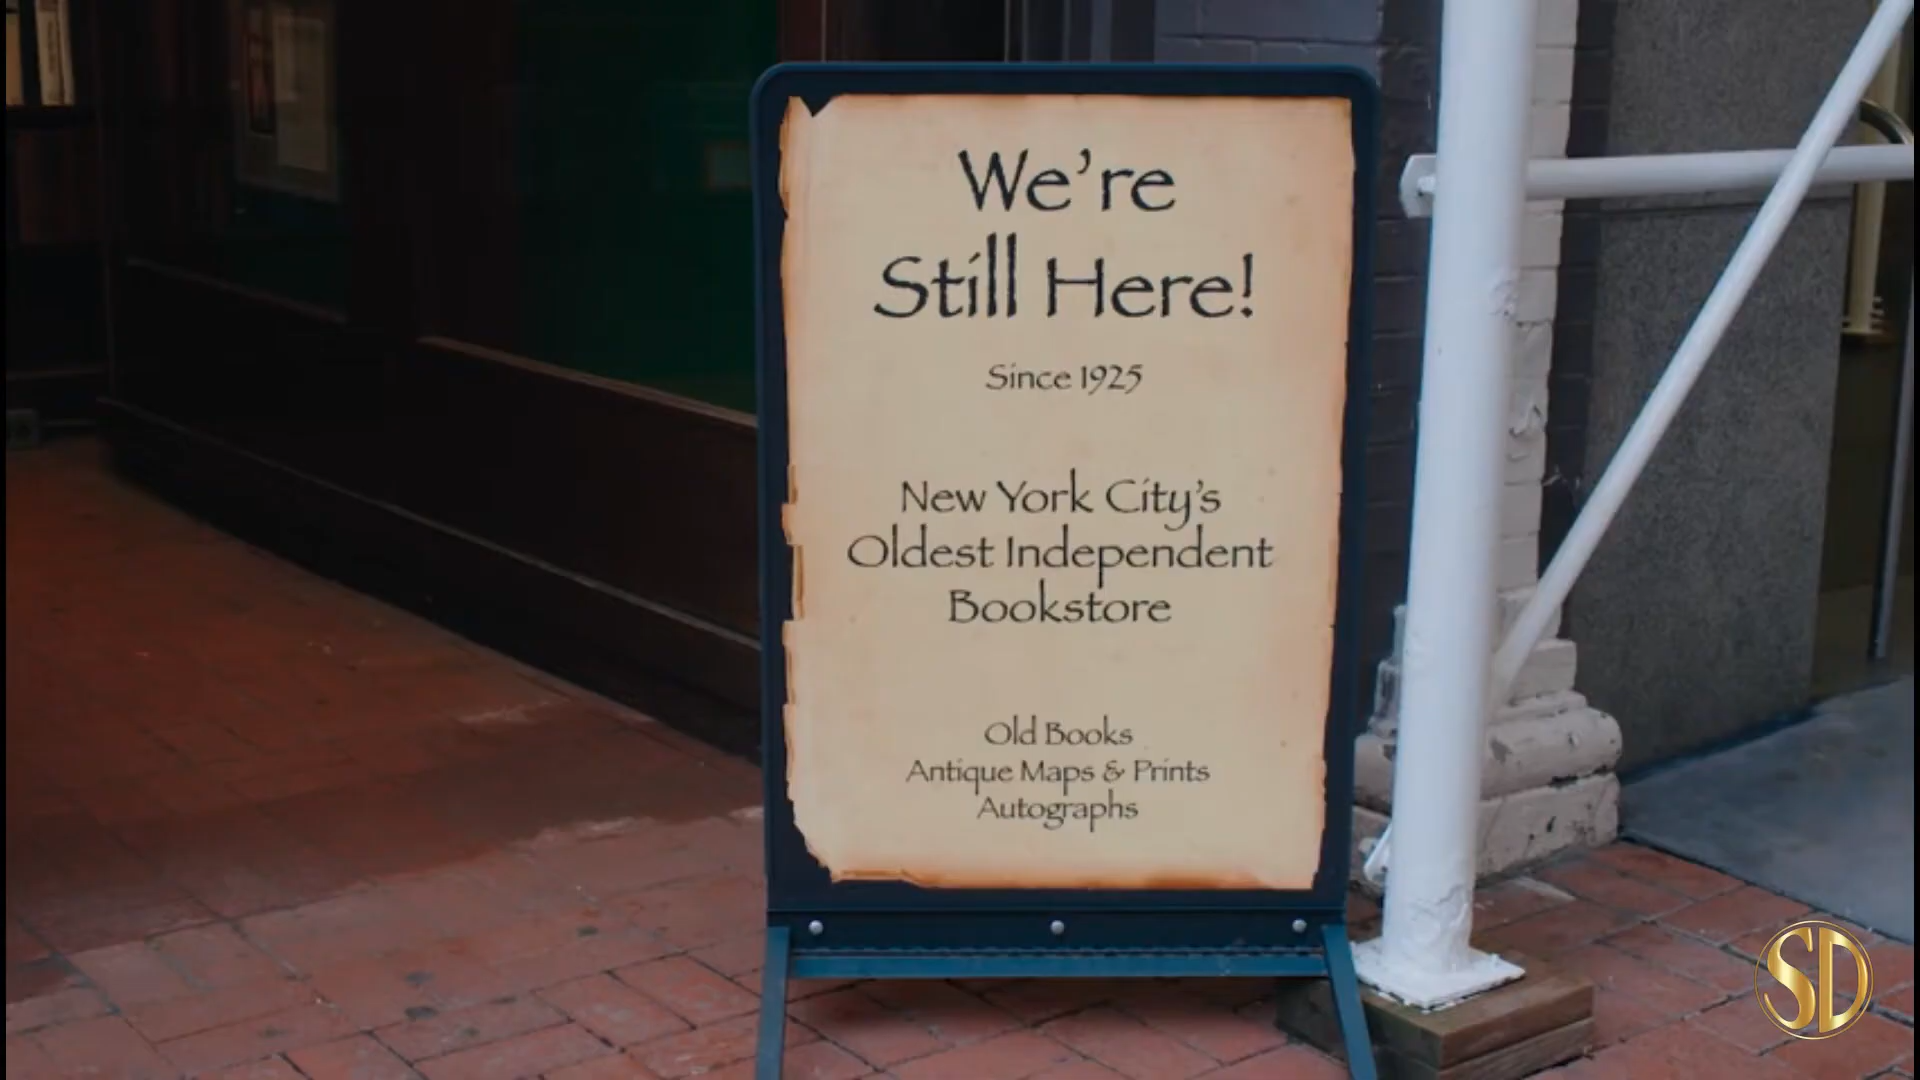 We're
Still Here!
Since 1925
New York City's
Oldest Independent
Bookstore
Old Books
Antique Maps & Prints
Autographs
SD